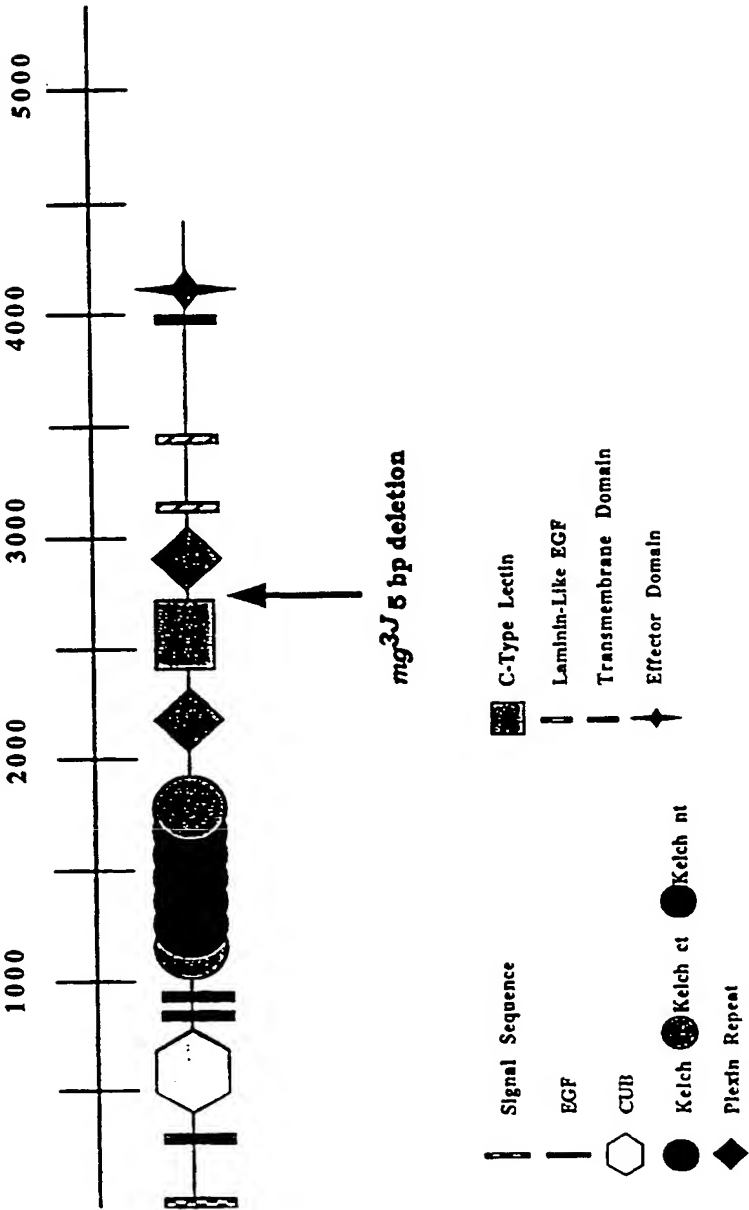 1000 2000 3000 4000 5000
mg3J 5 bp deletion
Signal Sequence
EGF
CUB
Kelch Kelch ct Kelch nt
Plexin Repeat
C-Type Lectin
Laminin-Like EGF
Transmembrane Domain
Effector Domain